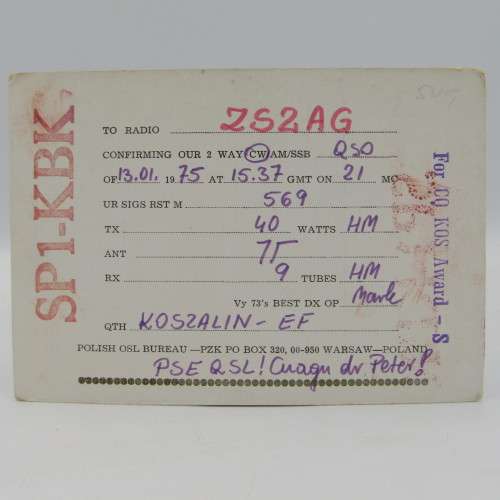 SP1-KBK
TO RADIO ZS2AG
CONFIRMING OUR 2 WAY CW/AM/SSB QSO
OF 13.01. 1975 AT 15.37 GMT ON 21 MC
UR SIGS RST M 569
TX 40 WATTS HM
ANT
RX 9 TUBES HM
Vy 73's BEST DX OP Mark
QTH KOSZALIN - EF
POLISH QSL BUREAU —PZK PO BOX 320, 00-950 WARSAW—POLAND
PSE QSL! Cuagn dr Peter!
For CQ KOS Award - S